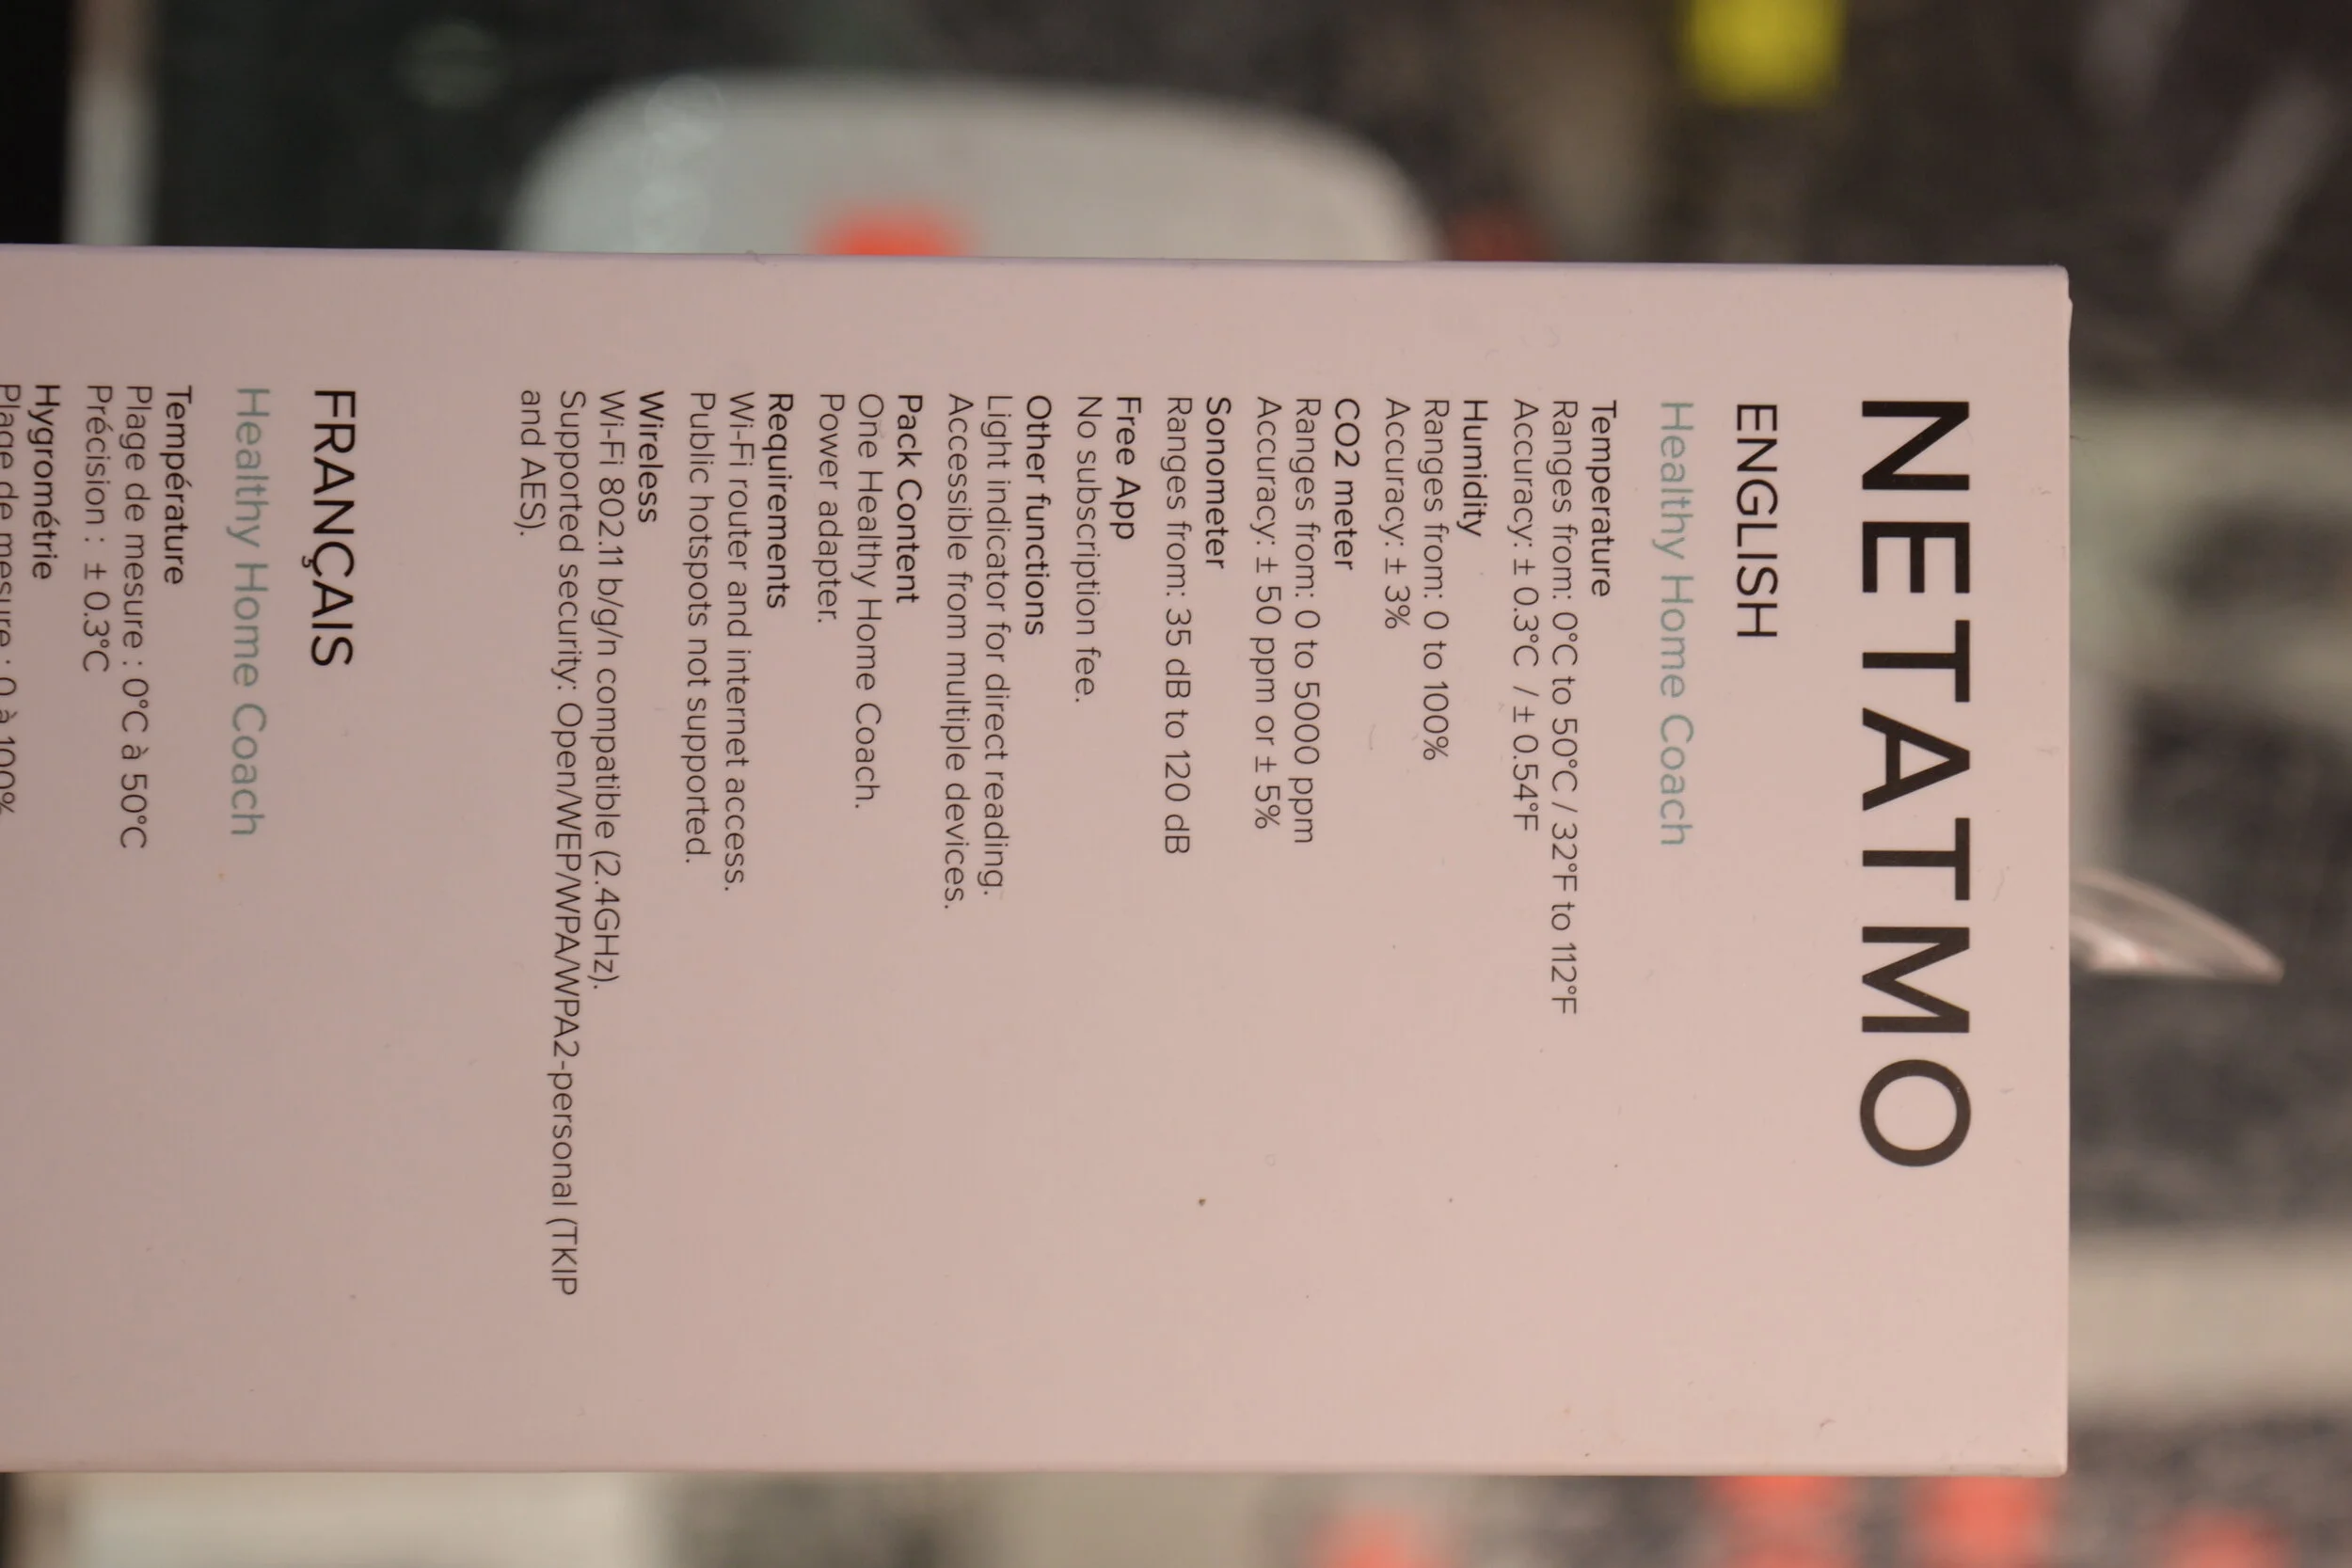 NETATMO
ENGLISH
Healthy Home Coach
Temperature
Ranges from: 0°C to 50°C / 32°F to 112°F
Accuracy: ± 0.3°C / ± 0.54°F
Humidity
Ranges from: 0 to 100%
Accuracy: ± 3%
CO2 meter
Ranges from: 0 to 5000 ppm
Accuracy: ± 50 ppm or ± 5%
Sonometer
Ranges from: 35 dB to 120 dB
Free App
No subscription fee.
Other functions
Light indicator for direct reading.
Accessible from multiple devices.
Pack Content
One Healthy Home Coach.
Power adapter.
Requirements
Wi-Fi router and internet access.
Public hotspots not supported.
Wireless
Wi-Fi 802.11 b/g/n compatible (2.4GHz).
Supported security: Open/WEP/WPA/WPA2-personal (TKIP
and AES).
FRANÇAIS
Healthy Home Coach
Température
Plage de mesure : 0°C à 50°C
Précision : ± 0.3°C
Hygrométrie
Plage de mesure : 0 à 100%